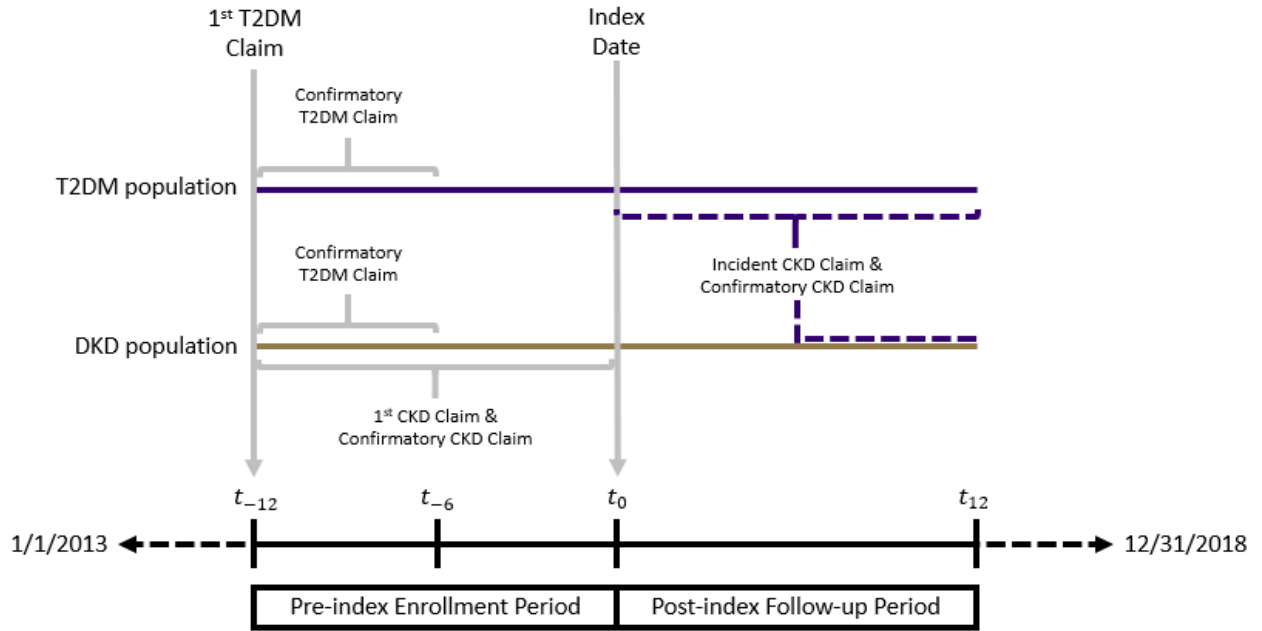 1st T2DM
Claim
Index
Date
Confirmatory
T2DM Claim
T2DM population
Confirmatory
T2DM Claim
Incident CKD Claim &
Confirmatory CKD Claim
DKD population
1st CKD Claim &
Confirmatory CKD Claim
t−12
t−6
t0
t12
1/1/2013
12/31/2018
Pre-index Enrollment Period
Post-index Follow-up Period